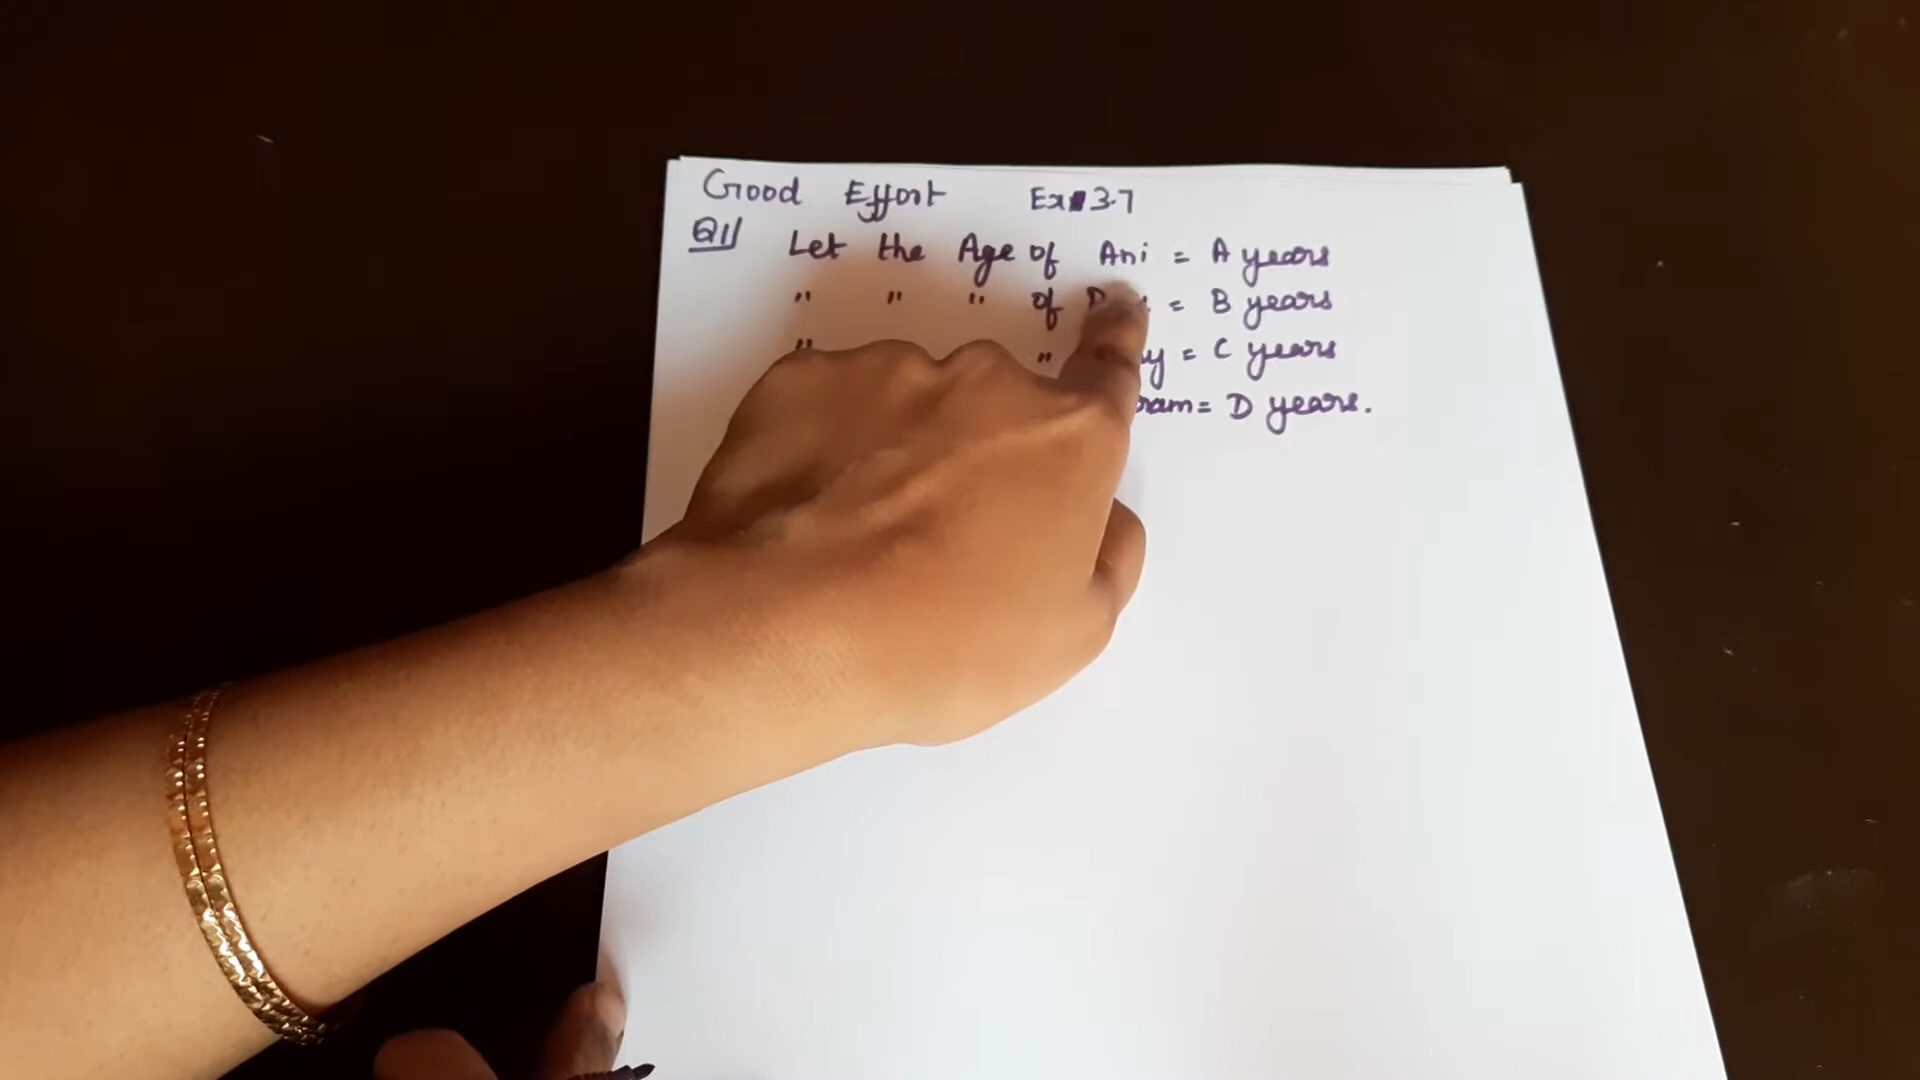 Good Effort Ex 3.7
Q1/ Let the Age of Ani = A years
" " " of = B years
" " = C years
= D years.